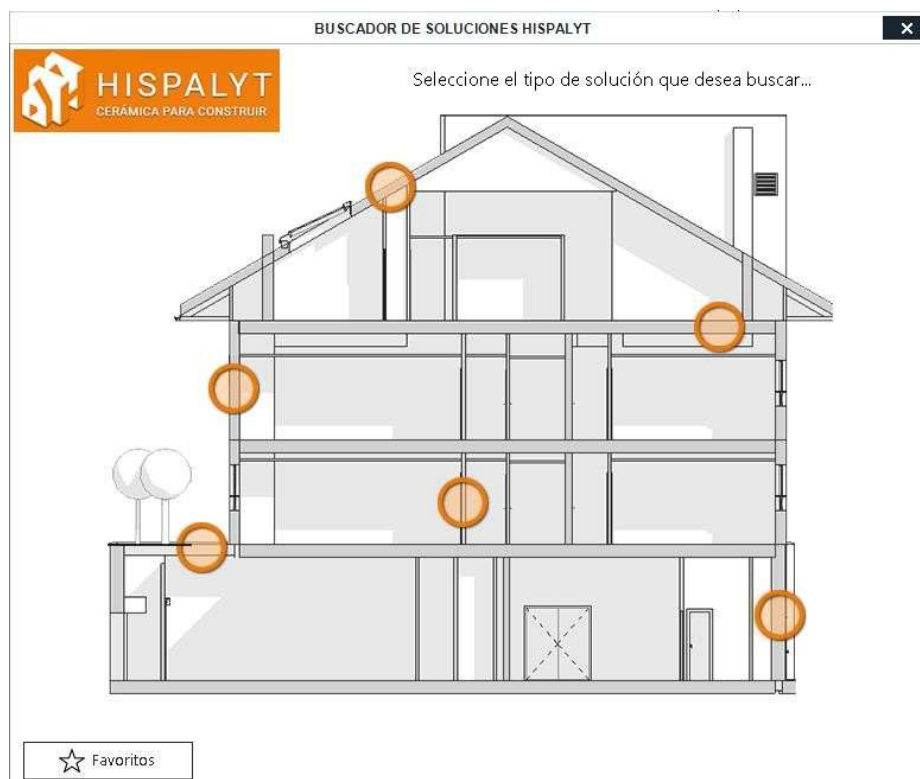 BUSCADOR DE SOLUCIONES HISPALYT
HISPALYT
CERÁMICA PARA CONSTRUIR
Seleccione el tipo de solución que desea buscar...
Favoritos